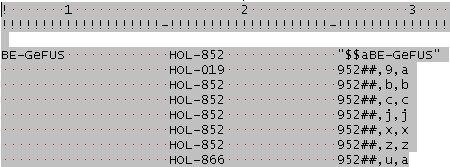 ! 1 2 3
!!!!!!!!!!!!!!!!!!!!-!!!!!!!!!!!!!!!!!!!!-!!!!!!!!!!!!!
BE-GeFUS HOL-852 "$$aBE-GeFUS"
HOL-019 952##,9,a
HOL-852 952##,b,b
HOL-852 952##,c,c
HOL-852 952##,j,j
HOL-852 952##,x,x
HOL-852 952##,z,z
HOL-866 952##,u,a